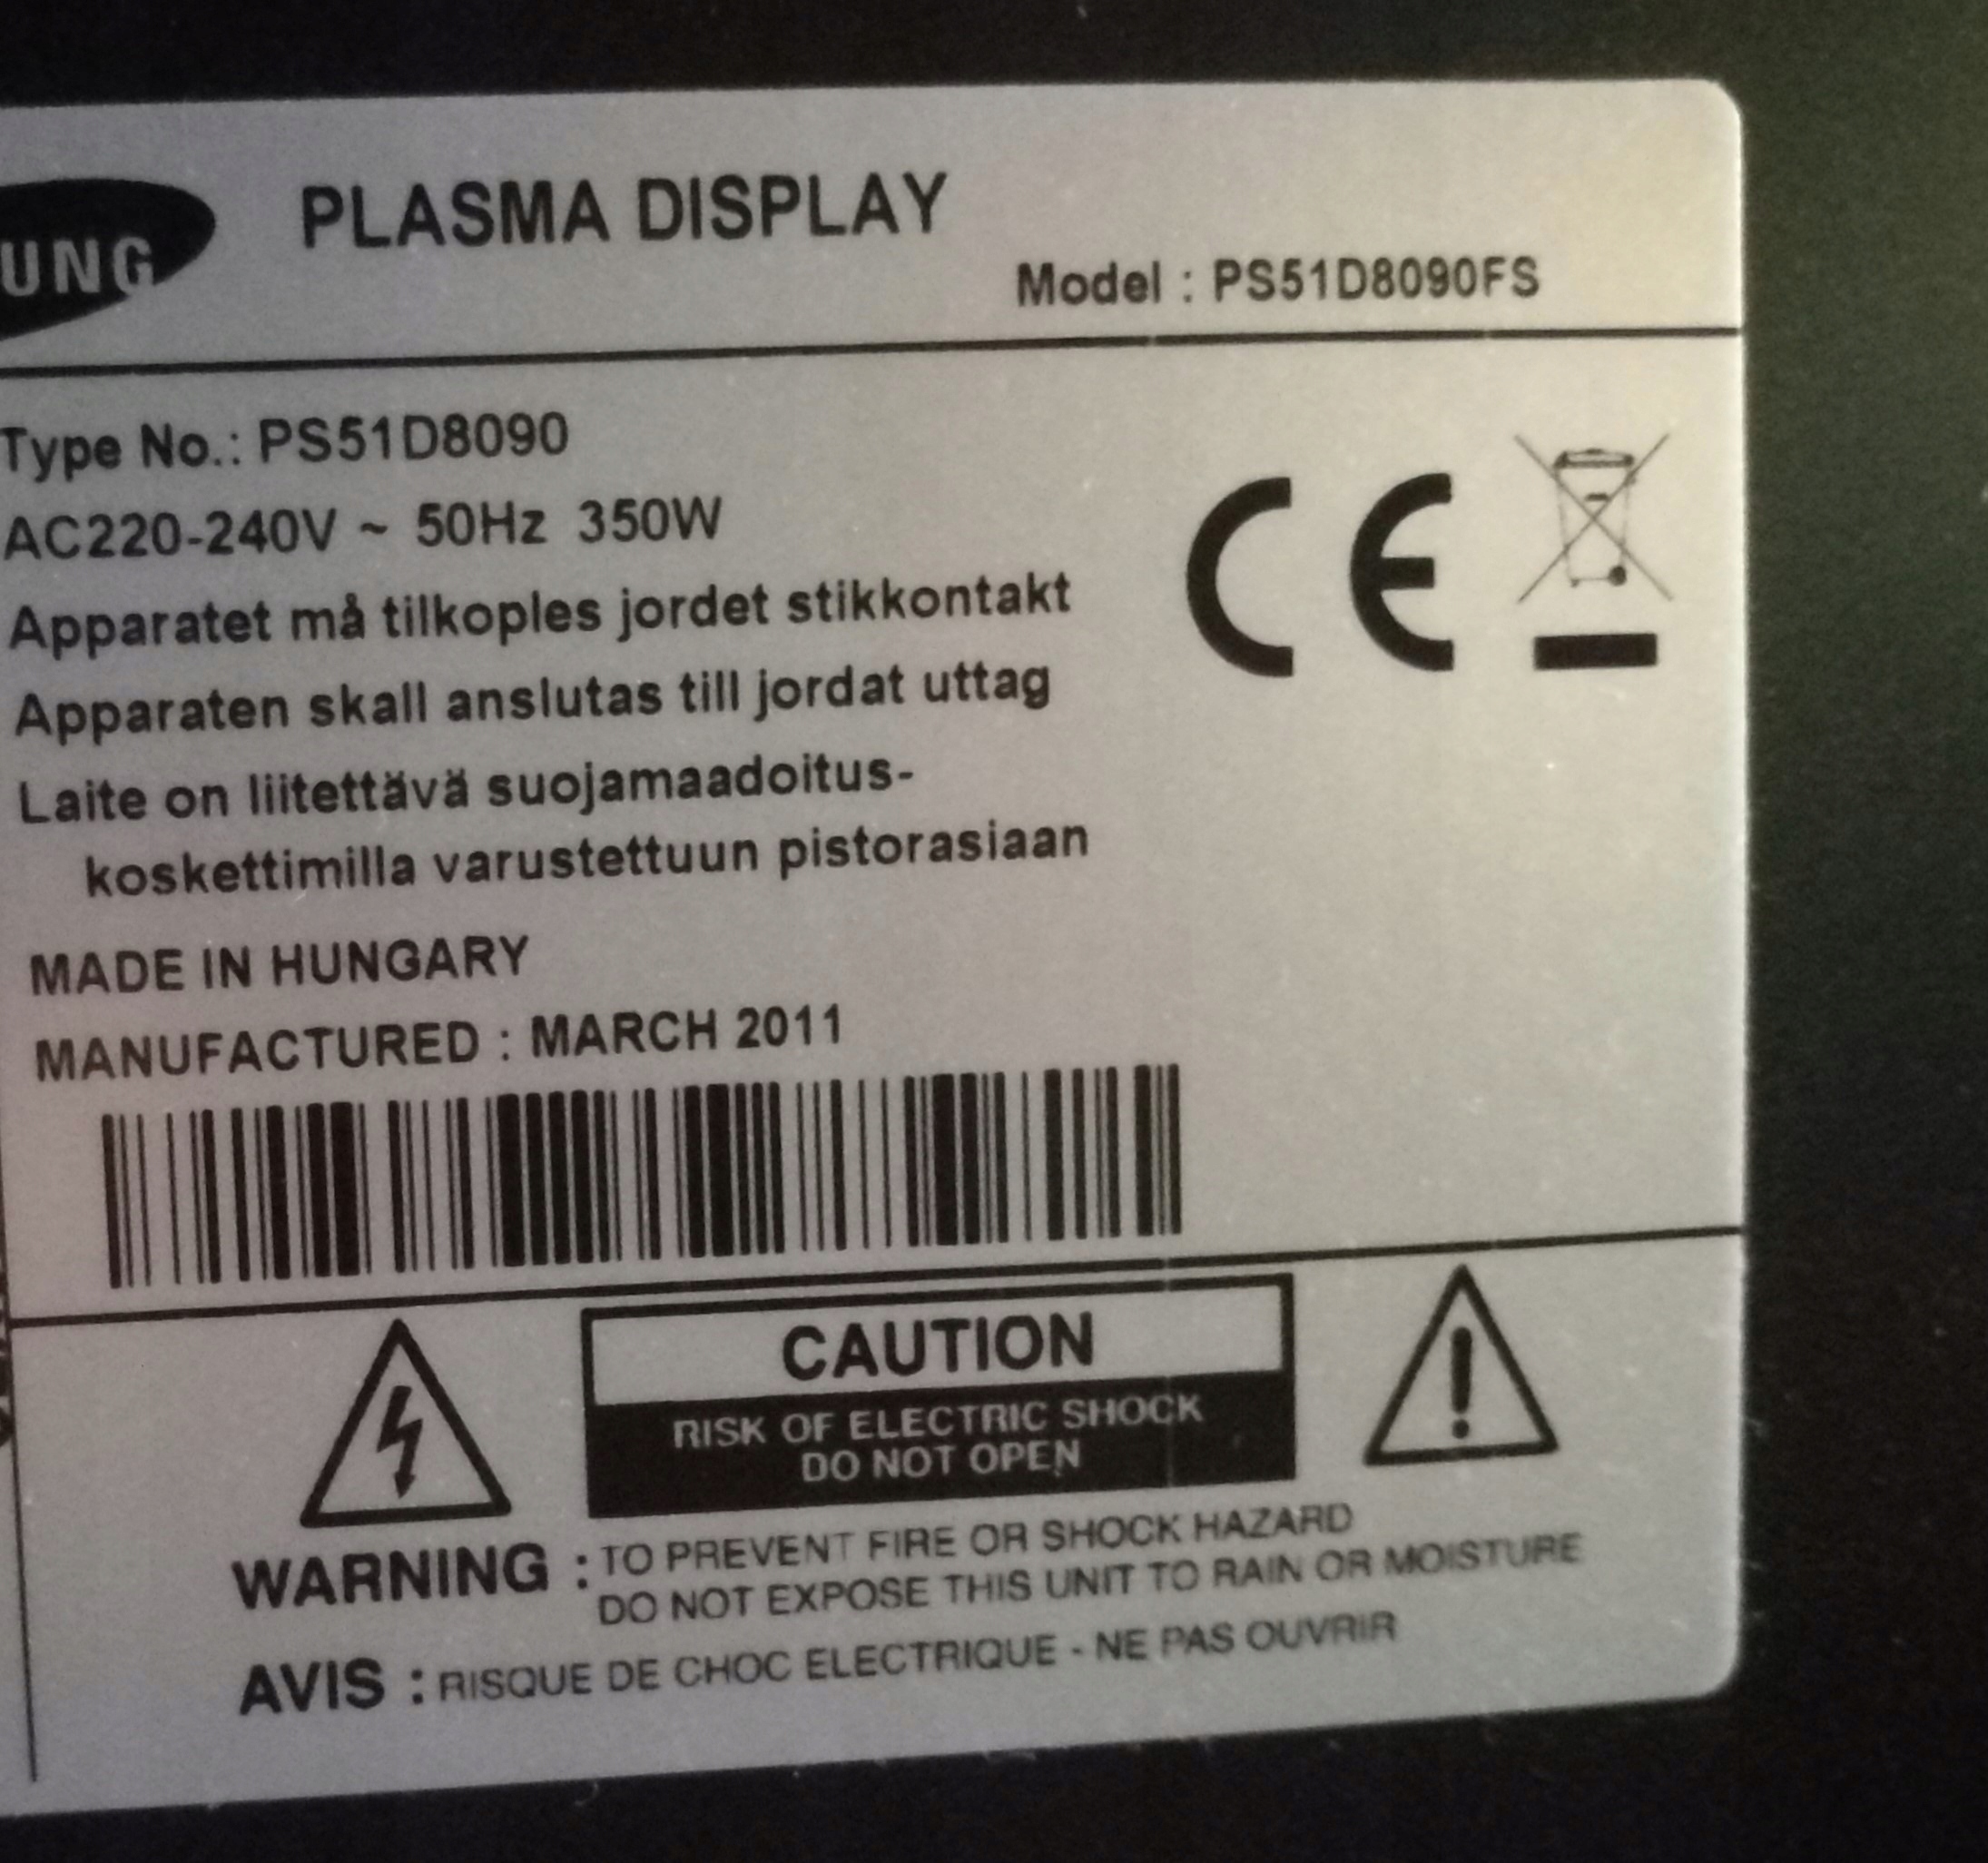 UNG
PLASMA DISPLAY
Model : PS51D8090FS
Type No.: PS51D8090
AC220-240V ~ 50Hz 350W
Apparatet må tilkoples jordet stikkontakt
Apparaten skall anslutas till jordat uttag
Laite on liitettävä suojamaadoitus-
koskettimilla varustettuun pistorasiaan
MADE IN HUNGARY
MANUFACTURED : MARCH 2011
CE
CAUTION
RISK OF ELECTRIC SHOCK
DO NOT OPEN
WARNING : TO PREVENT FIRE OR SHOCK HAZARD
DO NOT EXPOSE THIS UNIT TO RAIN OR MOISTURE
AVIS : RISQUE DE CHOC ELECTRIQUE - NE PAS OUVRIR